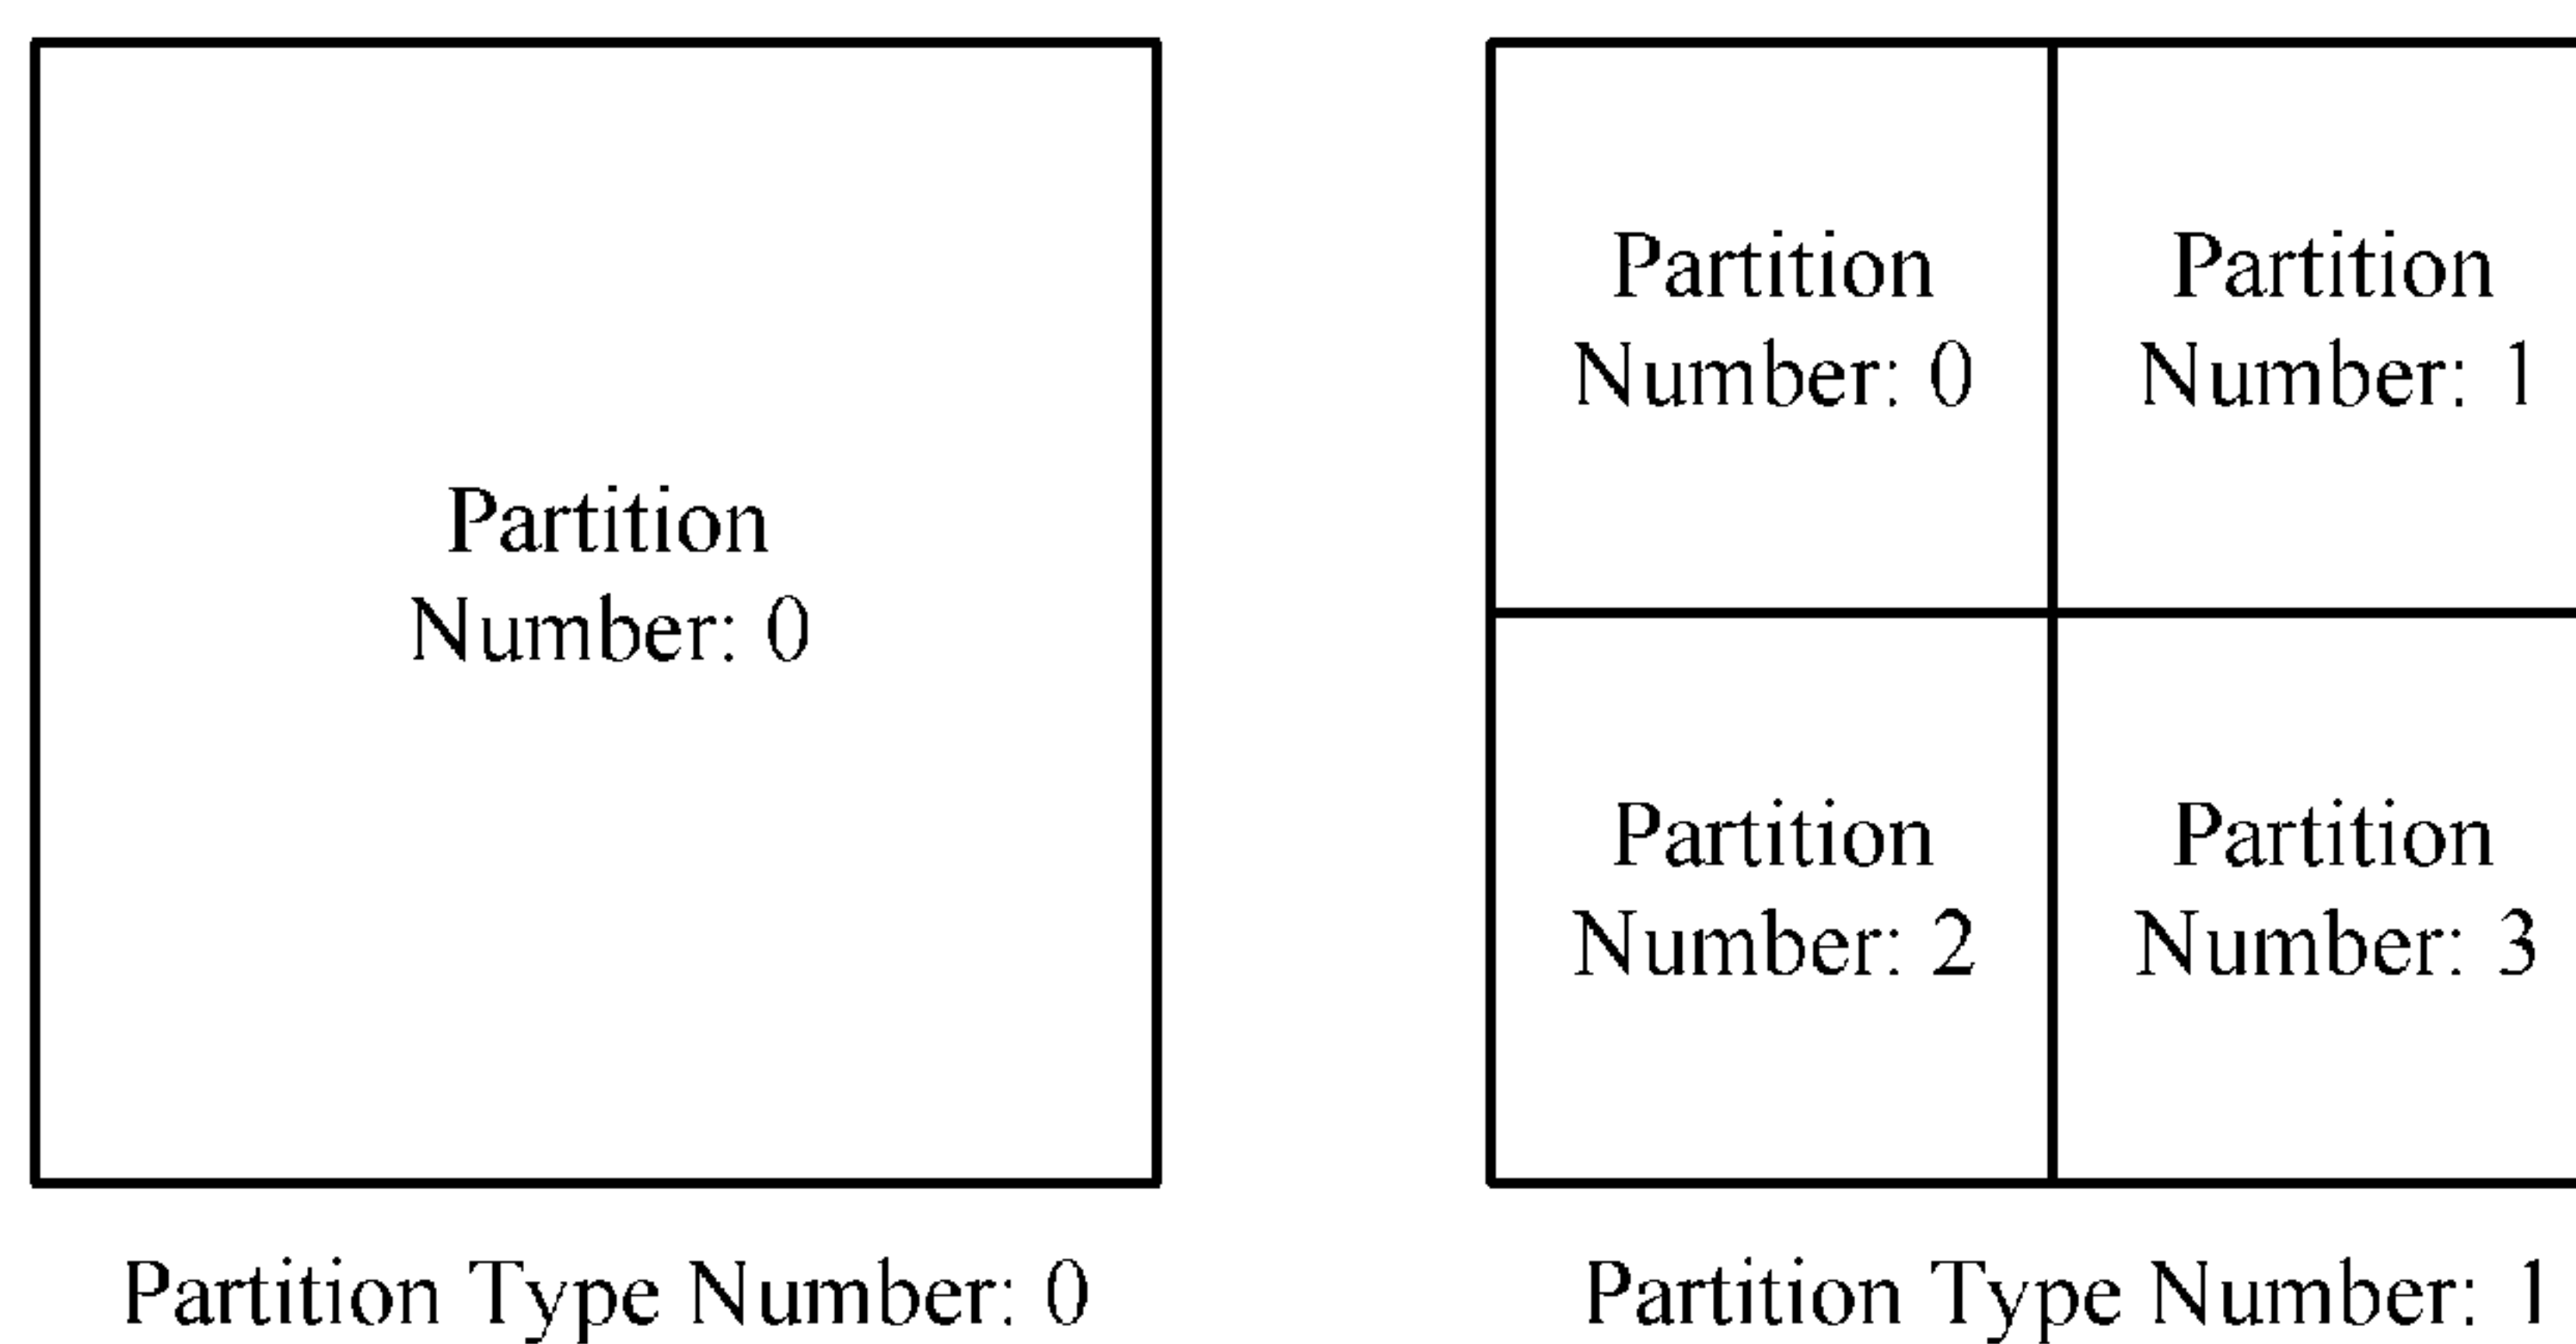 Partition
Number: 0
Partition Type Number: 0
Partition
Number: 0
Partition
Number: 1
Partition
Number: 2
Partition
Number: 3
Partition Type Number: 1